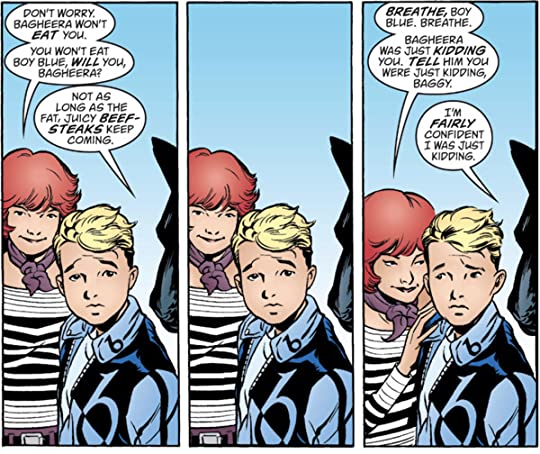 DON'T WORRY.
BAGHEERA WON'T
EAT YOU.
YOU WON'T EAT
BOY BLUE, WILL YOU,
BAGHEERA?
NOT AS
LONG AS THE
FAT, JUICY BEEF-
STEAKS KEEP
COMING.
BREATHE, BOY
BLUE. BREATHE.
BAGHEERA
WAS JUST KIDDING
YOU. TELL HIM YOU
WERE JUST KIDDING,
BAGGY.
I'M
FAIRLY
CONFIDENT
I WAS JUST
KIDDING.